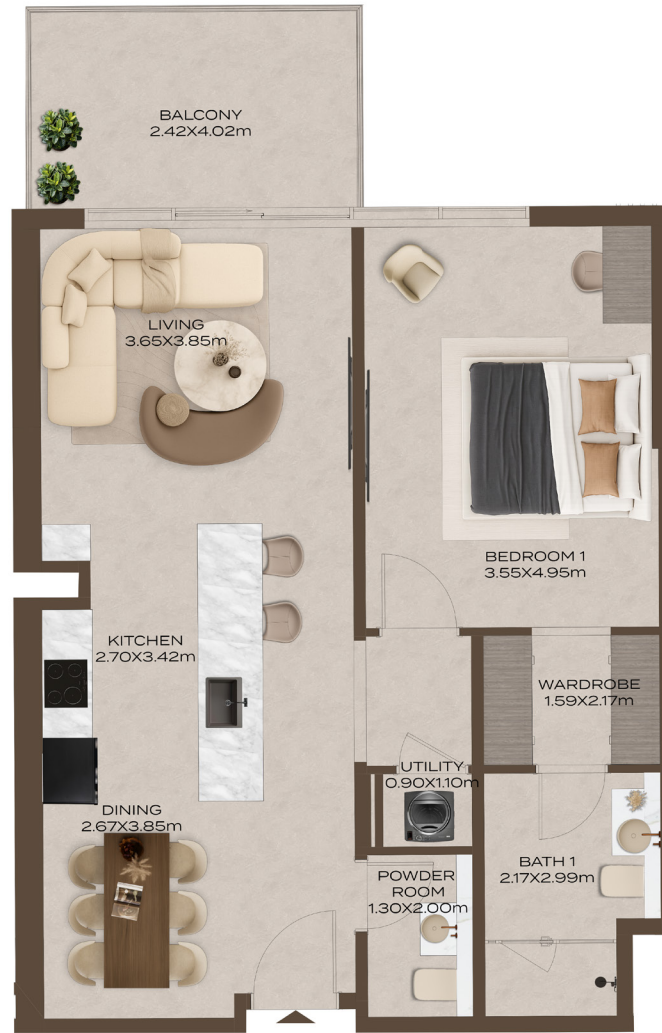 BALCONY
2.42X4.02m
LIVING
3.65X3.85m
BEDROOM 1
3.55X4.95m
KITCHEN
2.70X3.42m
WARDROBE
1.59X2.17m
UTILITY
0.90X1.10m
DINING
2.67X3.85m
BATH 1
2.17X2.99m
POWDER
ROOM
1.30X2.00m